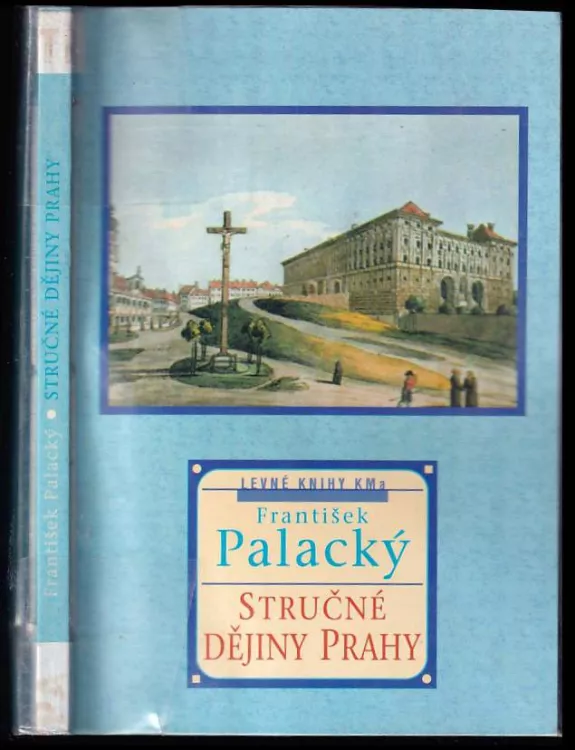 František Palacký • STRUČNÉ DĚJINY PRAHY
LEVNÉ KNIHY KMa
František
Palacký
STRUČNÉ
DĚJINY PRAHY